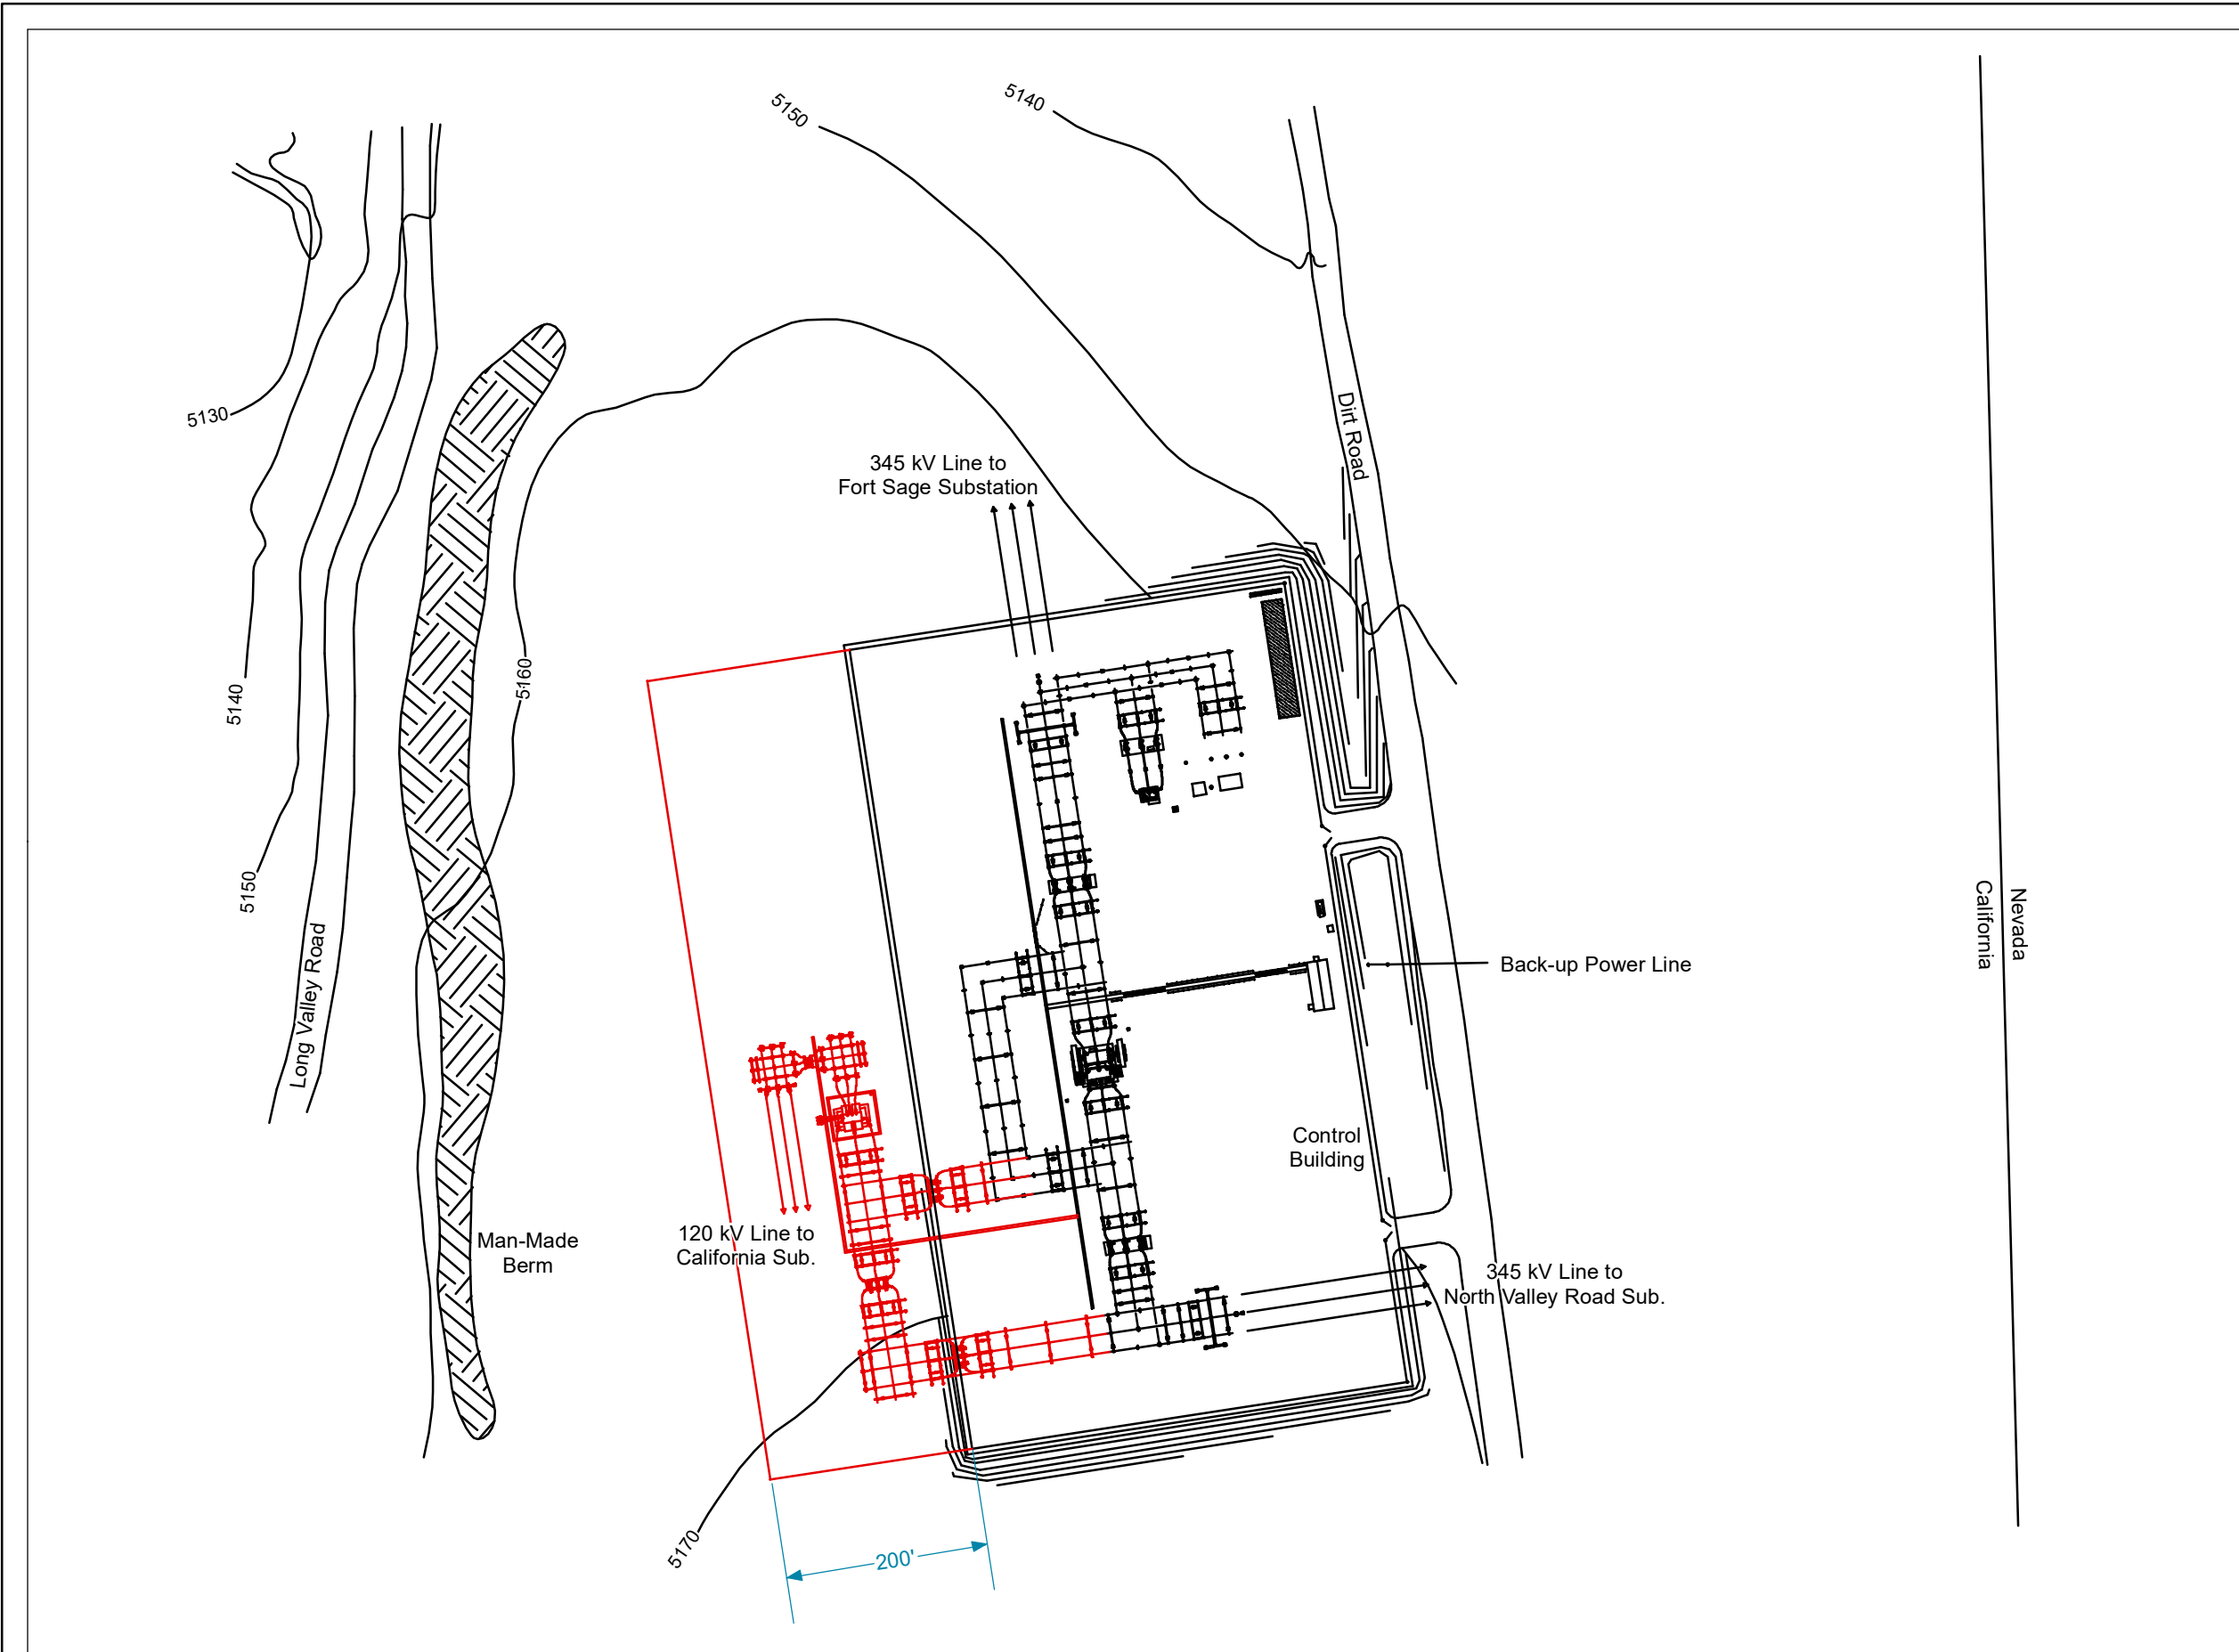 5150
5140
Dirt Road
5130
345 kV Line to
Fort Sage Substation
5160
5140
5150
Long Valley Road
California
Nevada
Back-up Power Line
Control
Building
120 kV Line to
California Sub.
Man-Made
Berm
345 kV Line to
North Valley Road Sub.
5170
200'